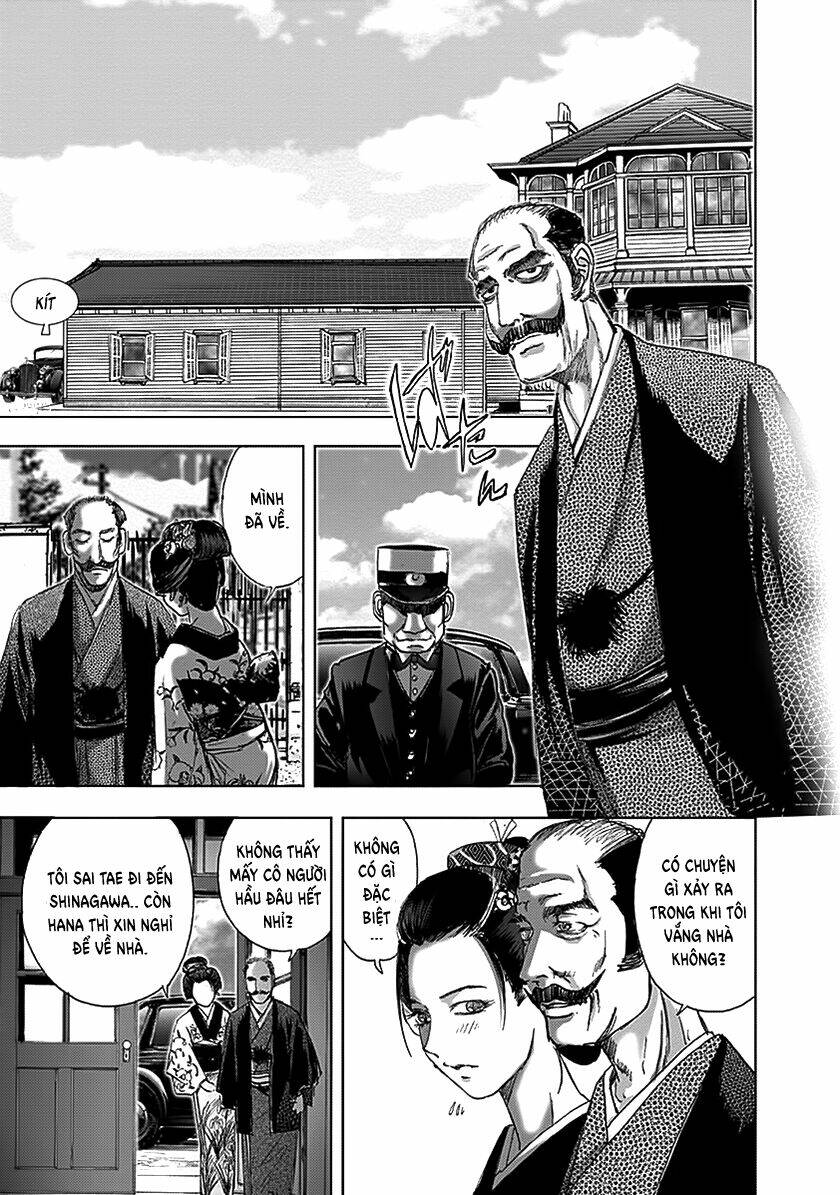 KÍT
MÌNH
ĐÃ VỀ.
CÓ CHUYỆN
GÌ XẢY RA
TRONG KHI TÔI
VẮNG NHÀ
KHÔNG?
KHÔNG
CÓ GÌ
ĐẶC
BIỆT
...
KHÔNG THẤY
MẤY CÔ NGƯỜI
HẦU ĐÂU HẾT
NHỈ?
TÔI SAI TAE ĐI ĐẾN
SHINAGAWA.. CÒN
HANA THÌ XIN NGHỈ
ĐỂ VỀ NHÀ.